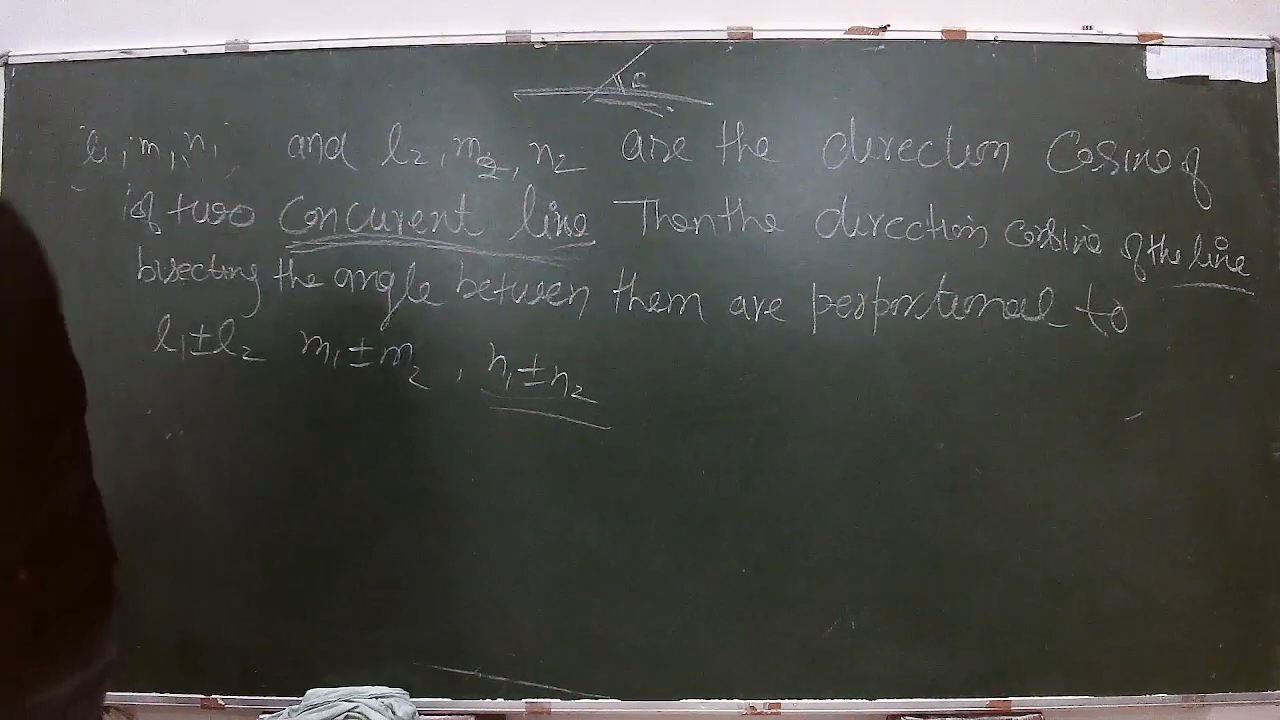 l₁, m₁, n₁, and l₂, m₂, n₂ are the direction Cosine of
of two Concurent line Then the direction cosine of the line
bisecting the angle between them are perportional to
l₁±l₂ m₁±m₂, n₁±n₂